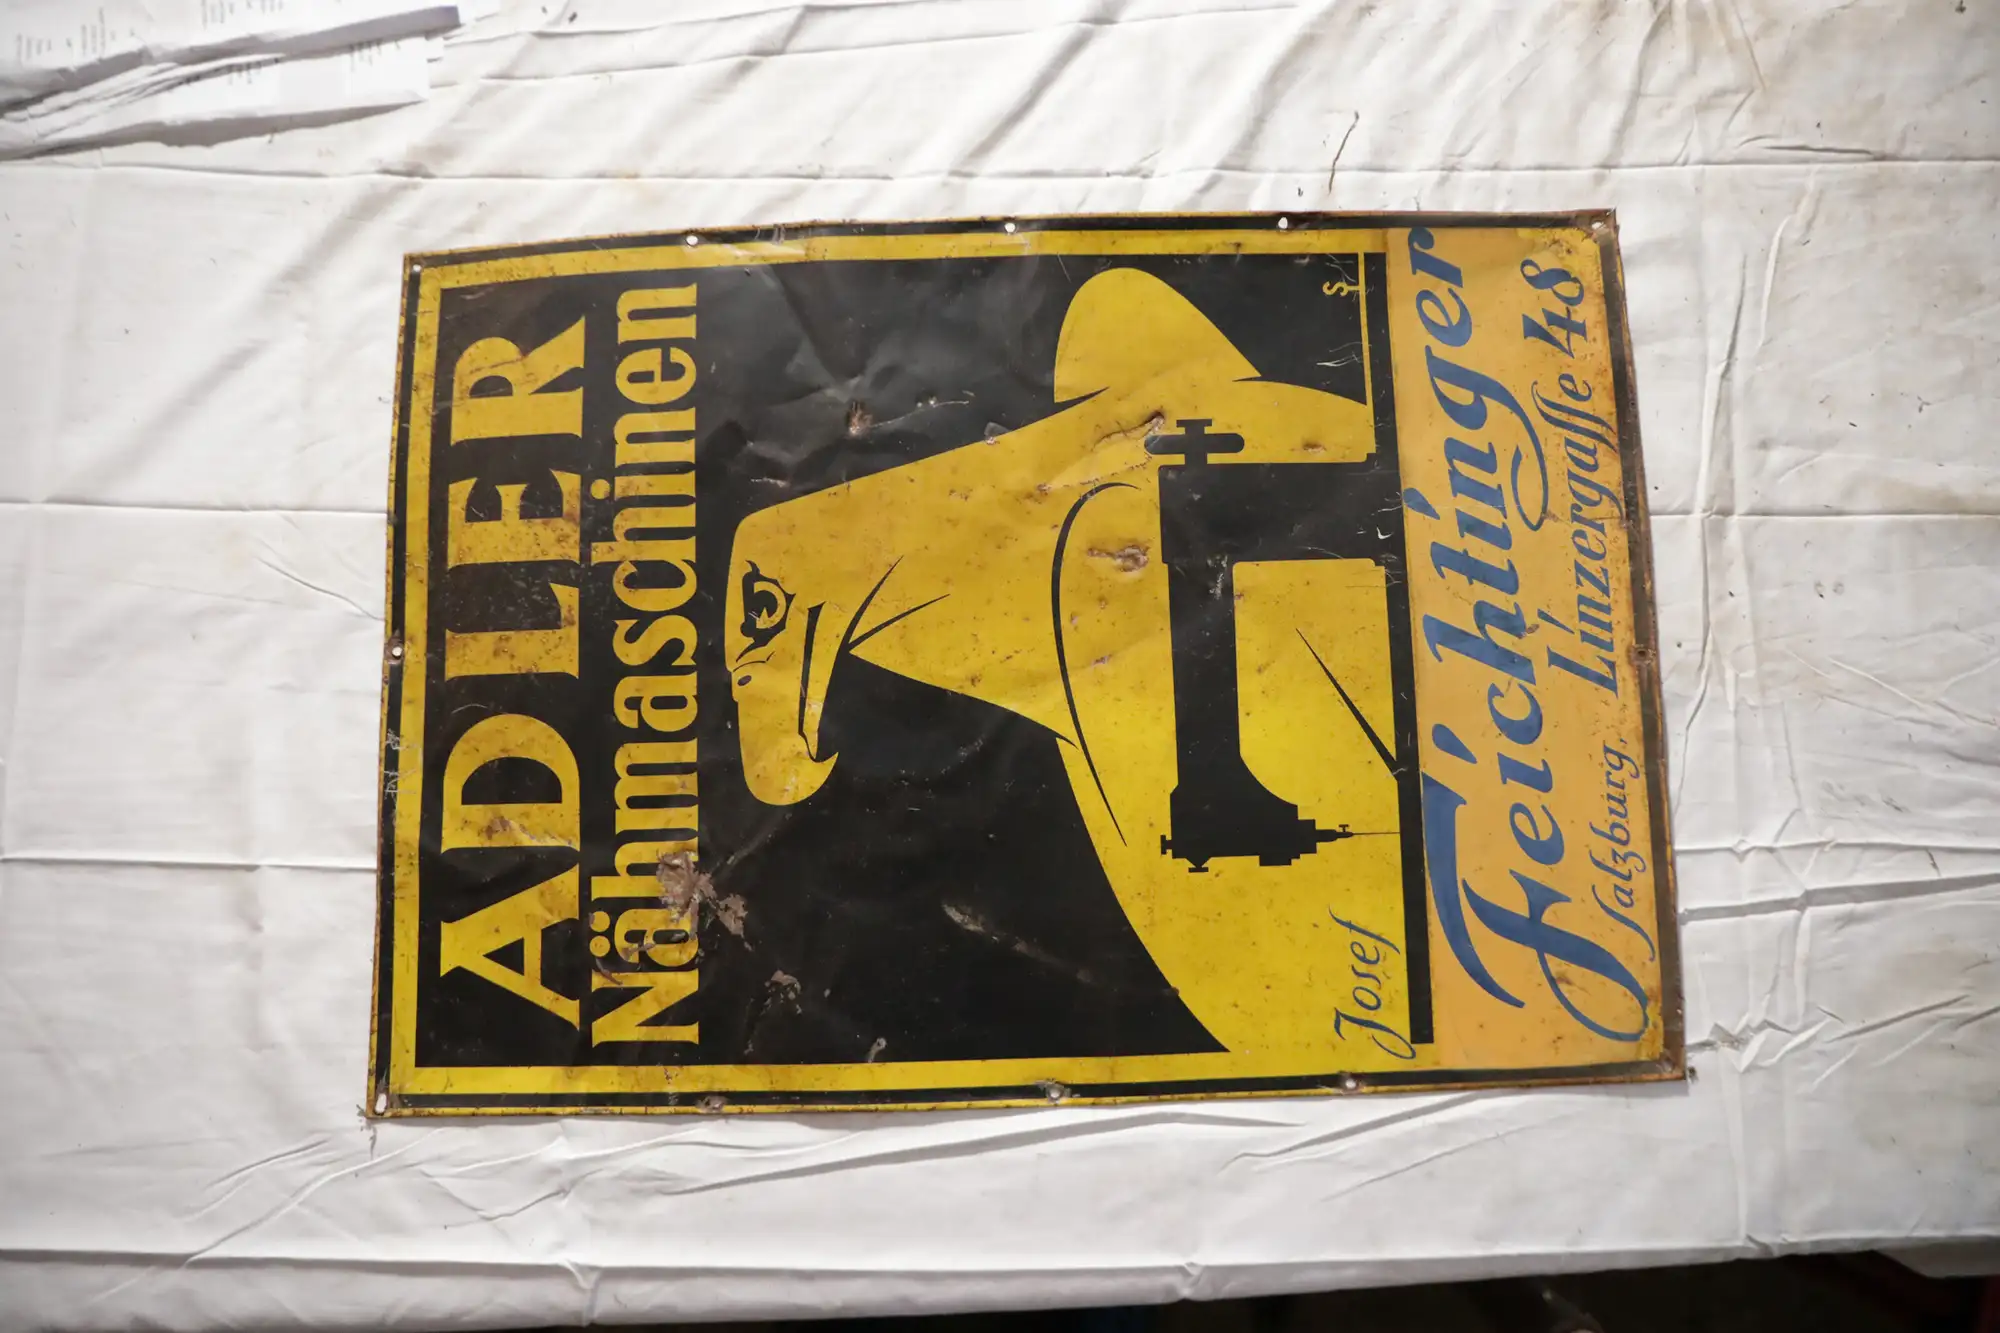 ADLER
Nähmaschinen
Josef
Feichtinger
Salzburg, Linzergasse 48